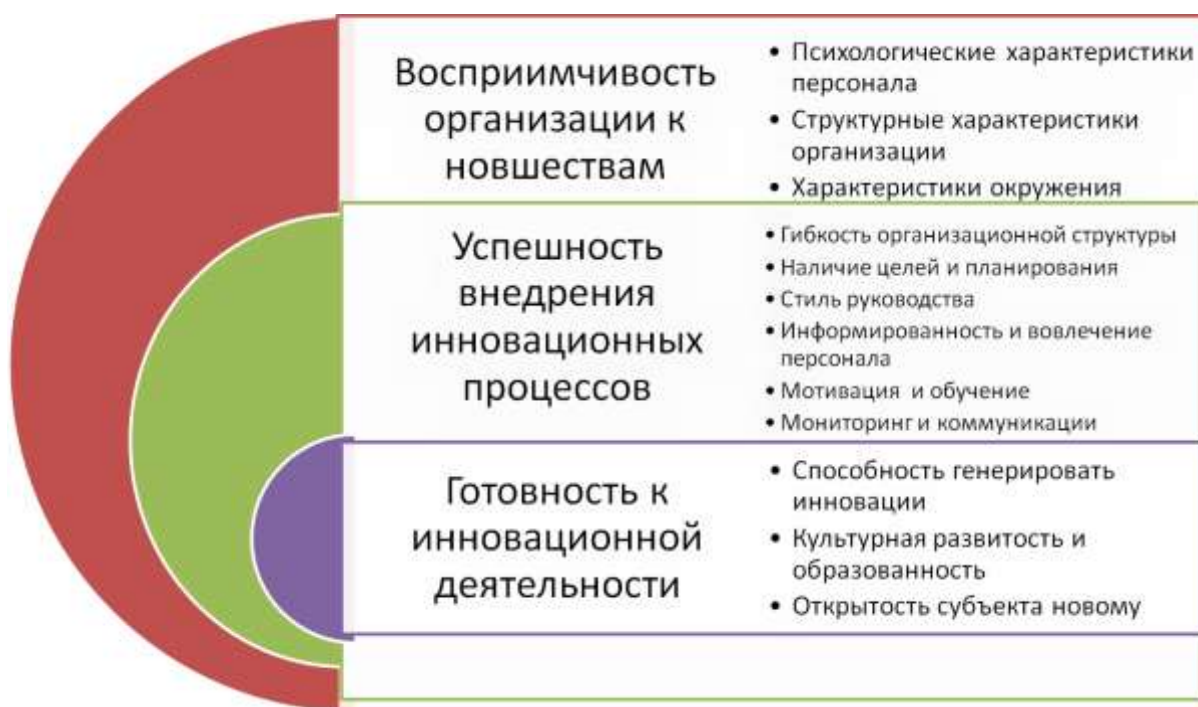 Восприимчивость
организации к
новшествам
• Психологические характеристики
персонала
• Структурные характеристики
организации
• Характеристики окружения
Успешность
внедрения
инновационных
процессов
• Гибкость организационной структуры
• Наличие целей и планирования
• Стиль руководства
• Информированность и вовлечение
персонала
• Мотивация и обучение
• Мониторинг и коммуникации
Готовность к
инновационной
деятельности
• Способность генерировать
инновации
• Культурная развитость и
образованность
• Открытость субъекта новому